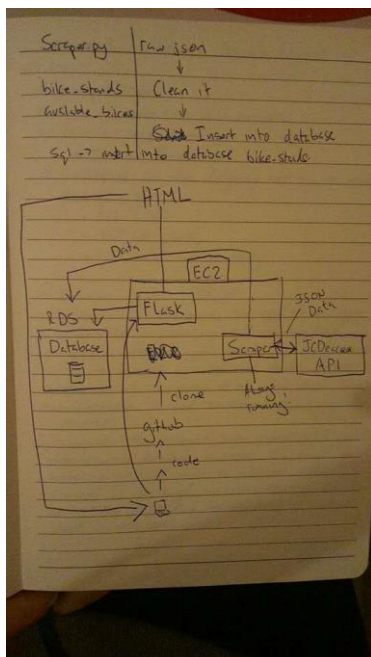 Scraper.py raw json
bike_stands Clean it
available_bikes
Insert into database
sql -> insert into database bike_stands
HTML
Data
EC2
Flask
JSON
Data
RDS
Database
Scraper
JCDecaux
API
clone
Always
running
github
code